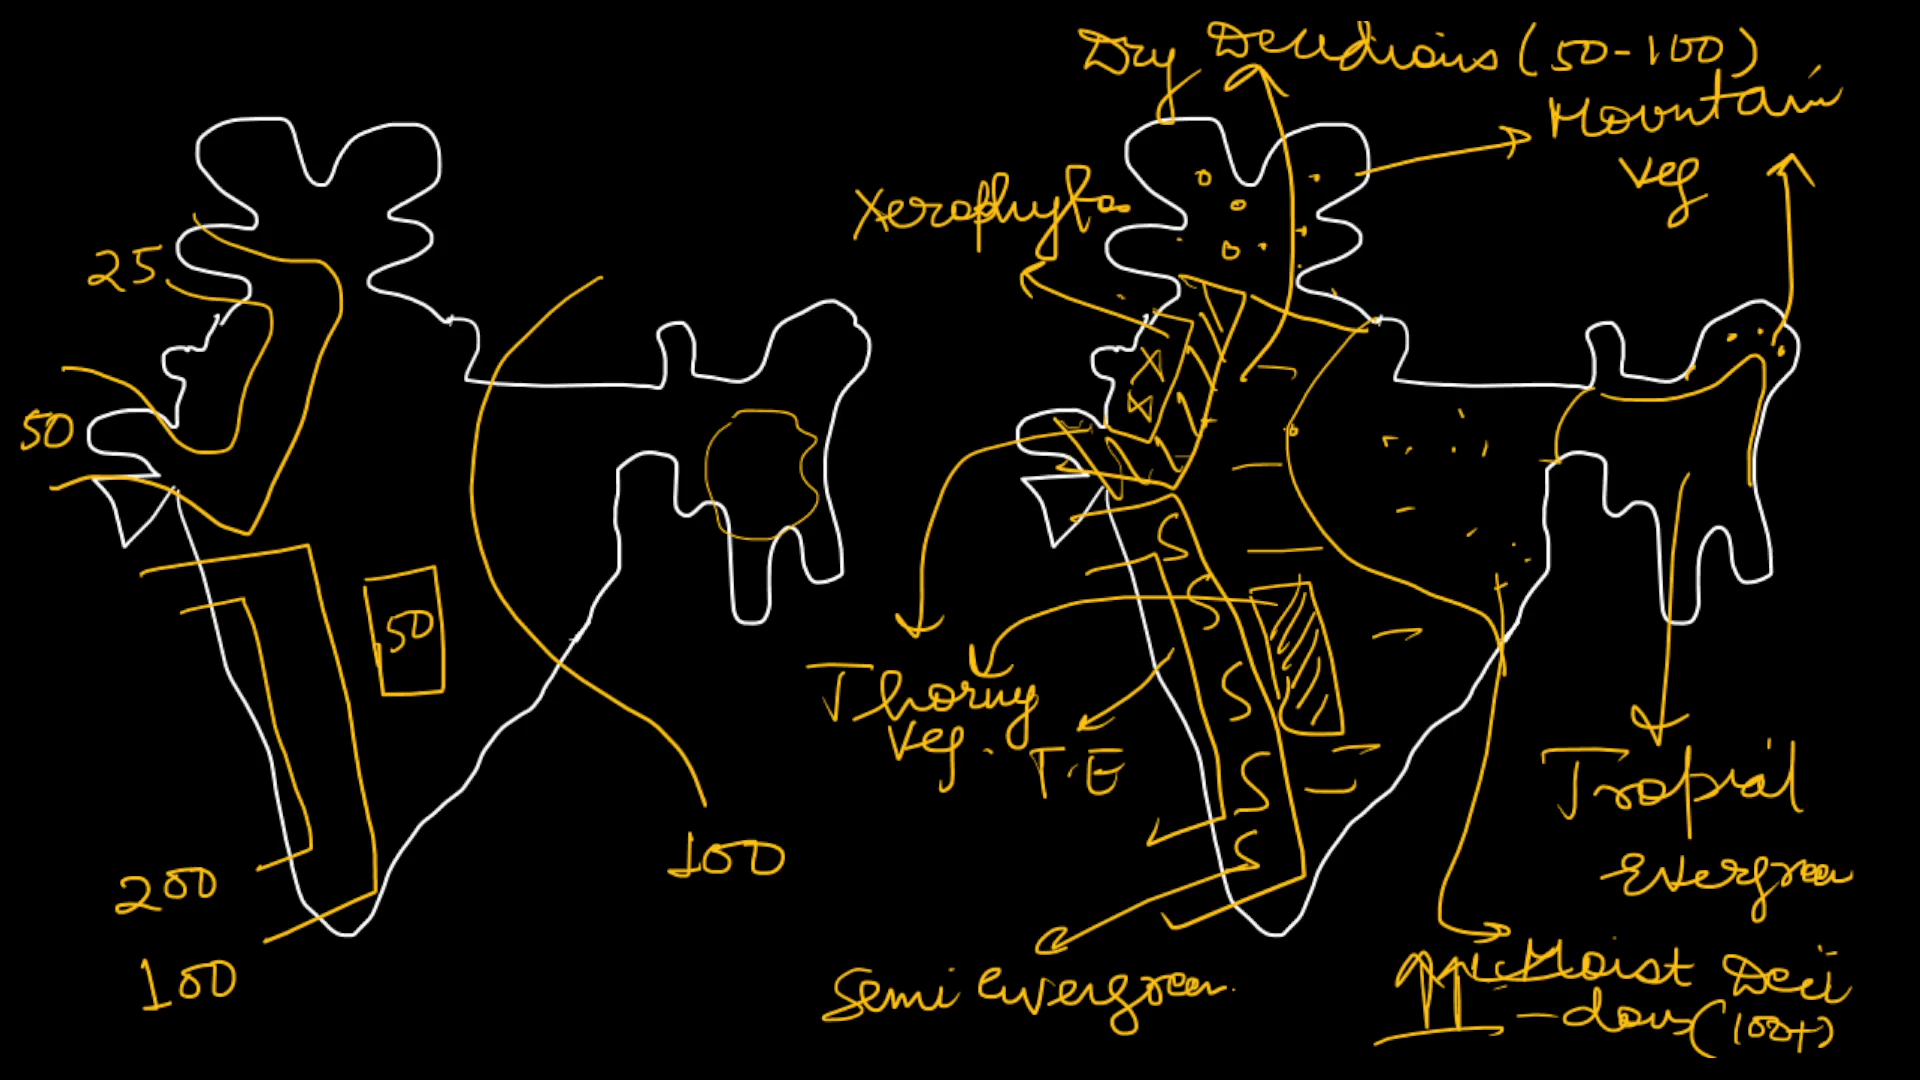 Dry Deciduous (50-100)
Mountain
veg
Xerophytes
25
50
50
Thorny
veg.
T.E
Tropical
Evergreen
100
200
100
Semi evergreen.
Moist Deci
-dous (100+)
S
S
S
S
S